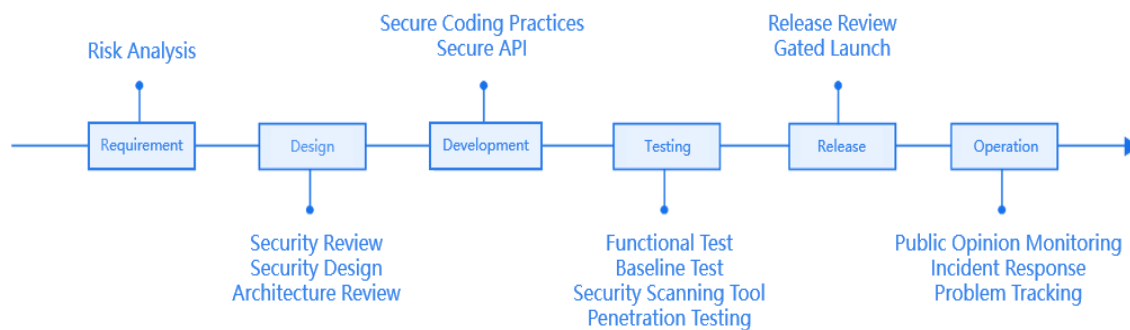 Risk Analysis
Secure Coding Practices
Secure API
Release Review
Gated Launch
Requirement
Design
Development
Testing
Release
Operation
Security Review
Security Design
Architecture Review
Functional Test
Baseline Test
Security Scanning Tool
Penetration Testing
Public Opinion Monitoring
Incident Response
Problem Tracking